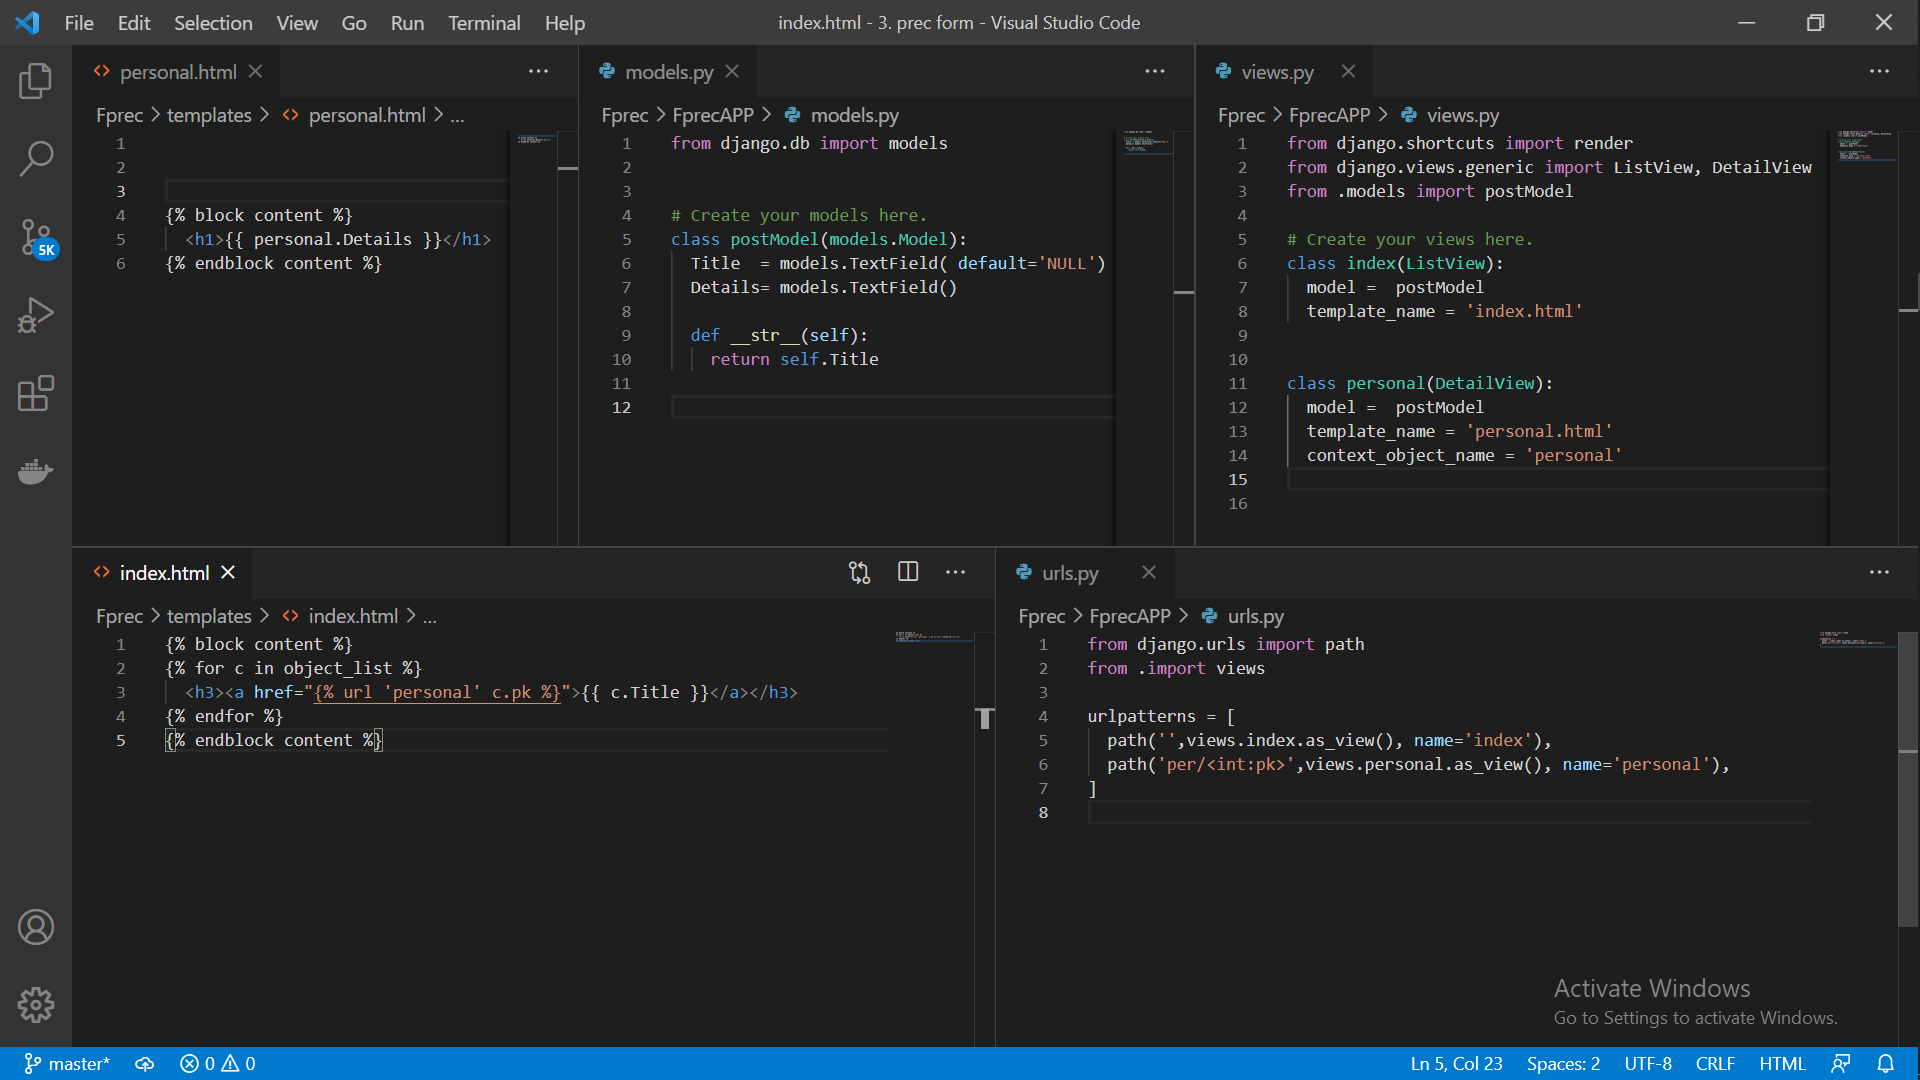 File Edit Selection View Go Run Terminal Help index.html - 3. prec form - Visual Studio Code
5K
personal.html
Fprec > templates > personal.html > ...
1
2
3
4 {% block content %}
5 <h1>{{ personal.Details }}</h1>
6 {% endblock content %}
models.py
Fprec > FprecAPP > models.py
1 from django.db import models
2
3
4 # Create your models here.
5 class postModel(models.Model):
6 Title  = models.TextField( default='NULL')
7 Details= models.TextField()
8
9 def __str__(self):
10 return self.Title
11
12
views.py
Fprec > FprecAPP > views.py
1 from django.shortcuts import render
2 from django.views.generic import ListView, DetailView
3 from .models import postModel
4
5 # Create your views here.
6 class index(ListView):
7 model =  postModel
8 template_name = 'index.html'
9
10
11 class personal(DetailView):
12 model =  postModel
13 template_name = 'personal.html'
14 context_object_name = 'personal'
15
16
index.html
Fprec > templates > index.html > ...
1 {% block content %}
2 {% for c in object_list %}
3 <h3><a href="{% url 'personal' c.pk %}">{{ c.Title }}</a></h3>
4 {% endfor %}
5 {% endblock content %}
urls.py
Fprec > FprecAPP > urls.py
1 from django.urls import path
2 from .import views
3
4 urlpatterns = [
5 path('',views.index.as_view(), name='index'),
6 path('per/<int:pk>',views.personal.as_view(), name='personal'),
7 ]
8
Activate Windows
Go to Settings to activate Windows.
master* 0 0 Ln 5, Col 23 Spaces: 2 UTF-8 CRLF HTML